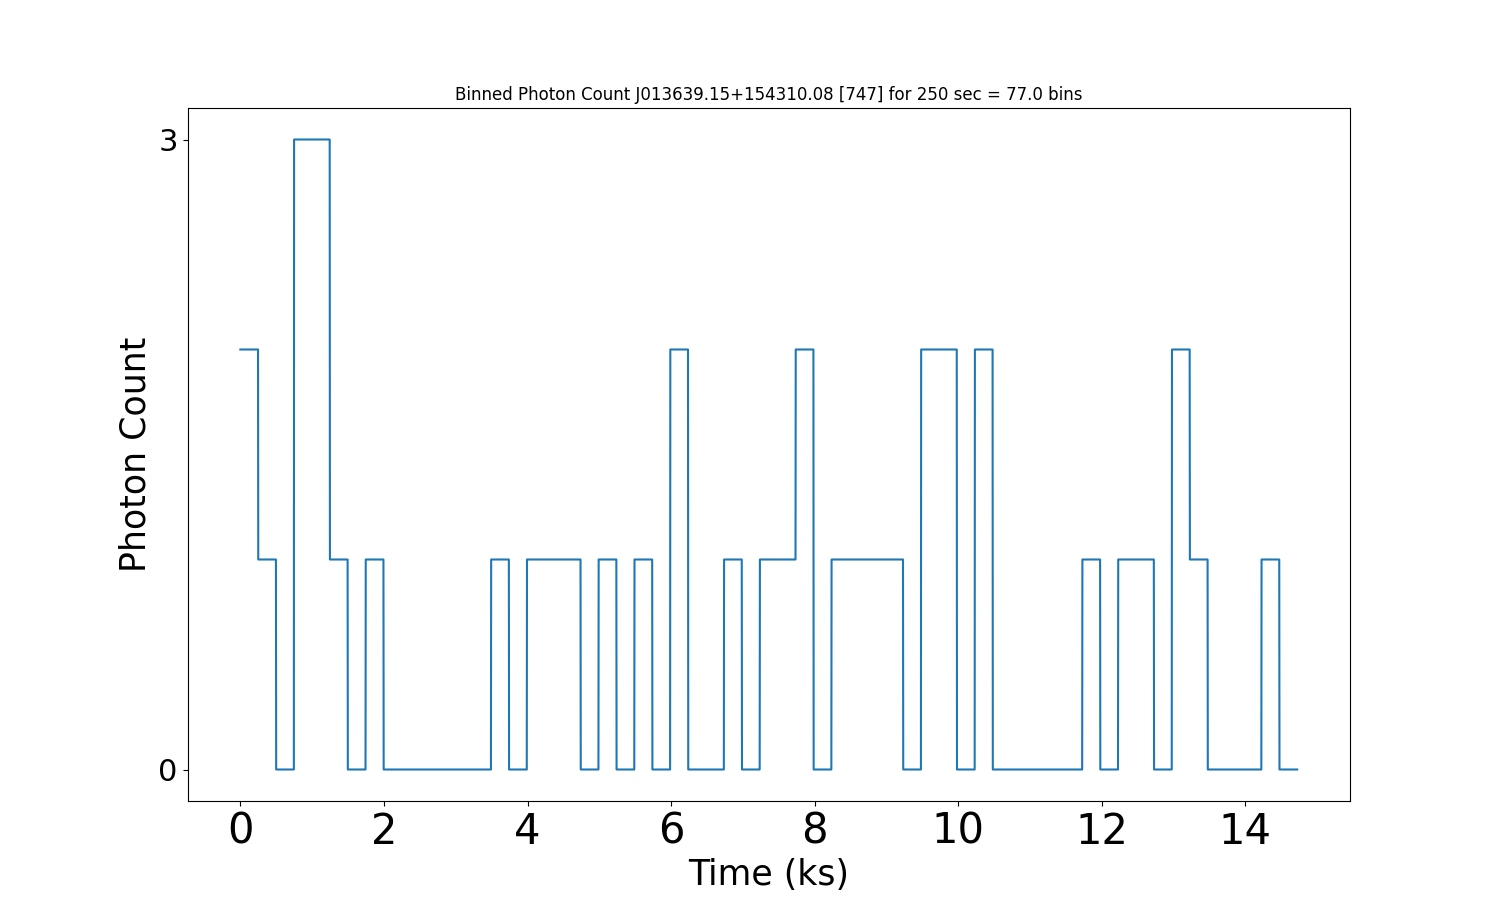 Binned Photon Count J013639.15+154310.08 [747] for 250 sec = 77.0 bins
3
Photon Count
0
0 2 4 6 8 10 12 14
Time (ks)